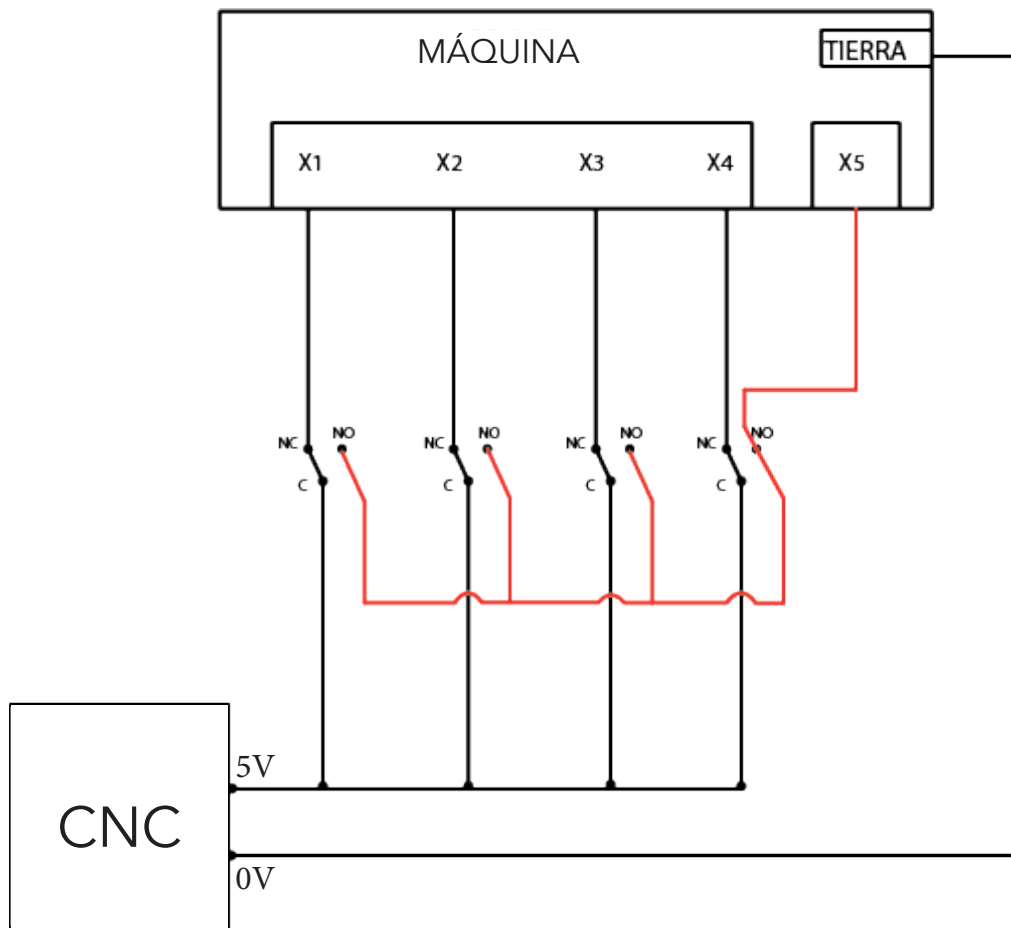 MÁQUINA
TIERRA
X1 X2 X3 X4 X5
NC NO NC NO NC NO NC NO
C C C C
5V
CNC
0V